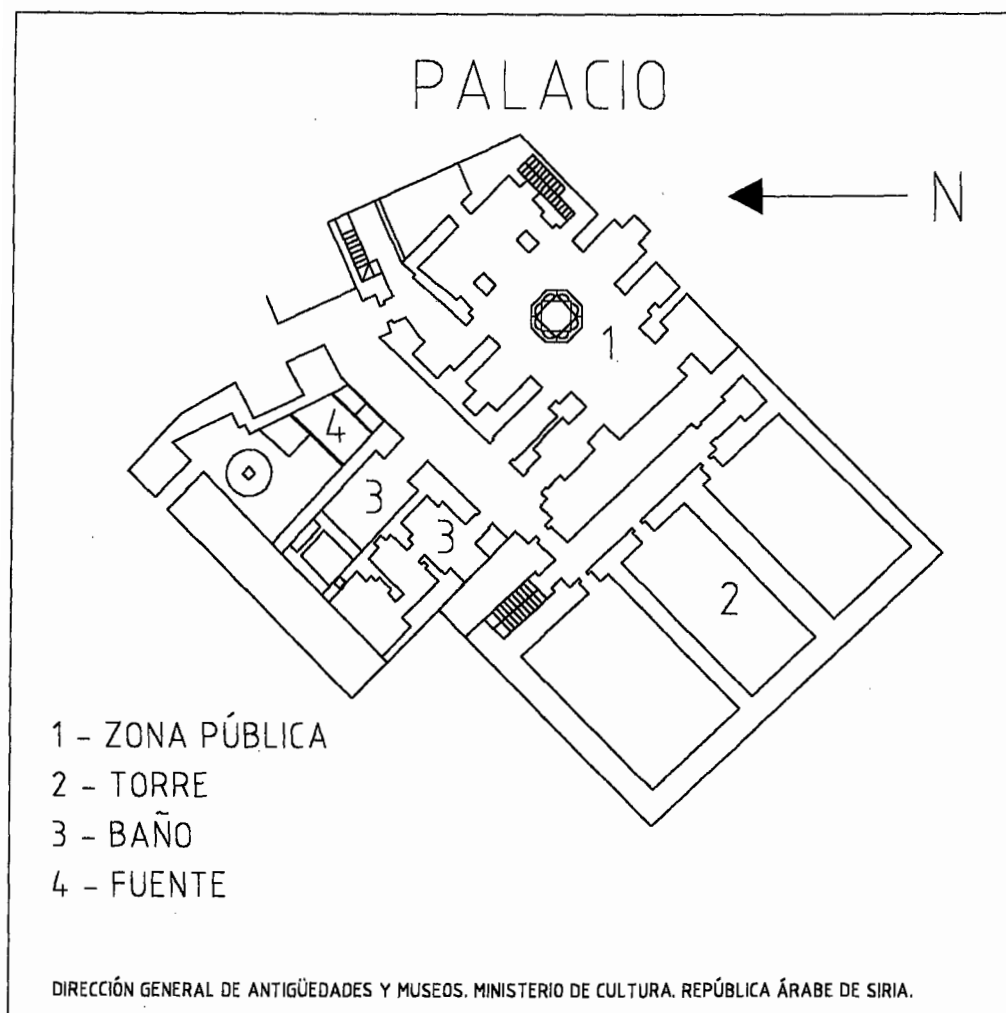 PALACIO
N
1
4
3
3
2
1 - ZONA PÚBLICA
2 - TORRE
3 - BAÑO
4 - FUENTE
DIRECCIÓN GENERAL DE ANTIGÜEDADES Y MUSEOS. MINISTERIO DE CULTURA. REPÚBLICA ÁRABE DE SIRIA.